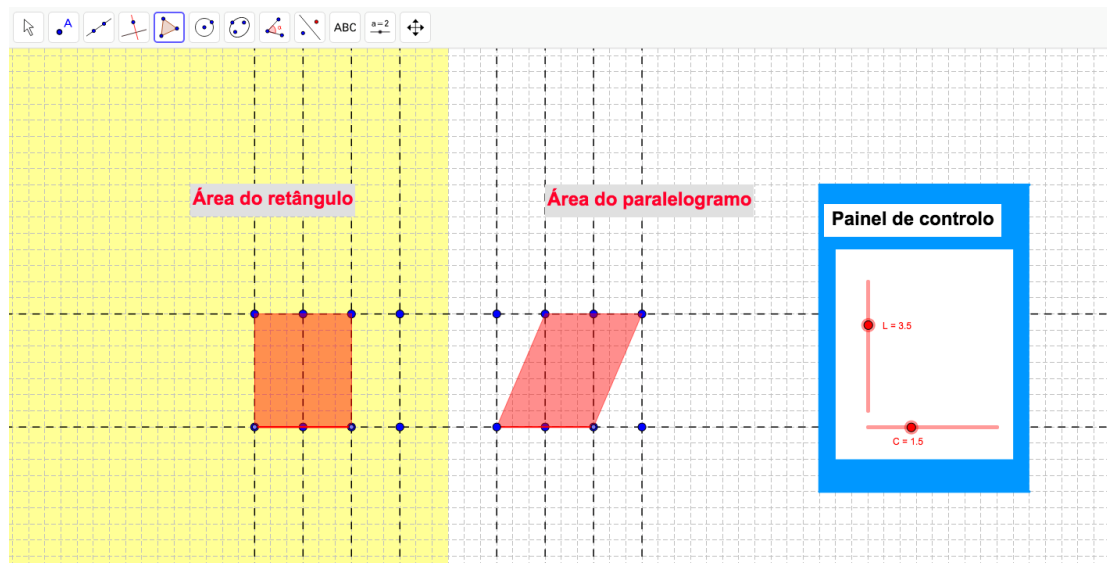 A
ABC
a=2
Área do retângulo
Área do paralelogramo
Painel de controlo
L = 3.5
C = 1.5